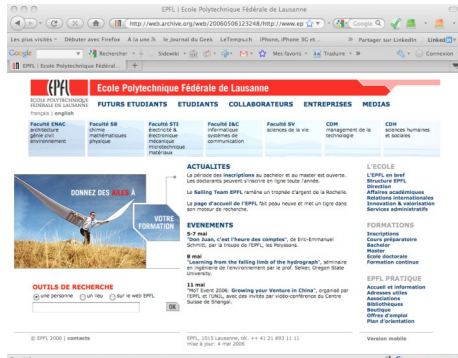 EPFL | Ecole Polytechnique Fédérale de Lausanne
http://web.archive.org/web/20060506123248/http://www.ep
Google
Les plus visités
Débuter avec Firefox
A la une
le Journal du Geek
LeTemps.ch
iPhone, iPhone 3G et...
Partager sur LinkedIn
LinkedIn
Google
Rechercher
Sidewiki
Mes favoris
Traduire
Connexion
EPFL | Ecole Polytechnique Fédéral...
EPFL
ECOLE POLYTECHNIQUE
FÉDÉRALE DE LAUSANNE
français | english
Ecole Polytechnique Fédérale de Lausanne
FUTURS ETUDIANTS ETUDIANTS COLLABORATEURS ENTREPRISES MEDIAS
Faculté ENAC
architecture
génie civil
environnement
Faculté SB
chimie
mathématiques
physique
Faculté STI
électricité &
électronique
mécanique
microtechnique
matériaux
Faculté I&C
informatique
systèmes de
communication
Faculté SV
sciences de la vie
CDM
management de la
technologie
CDH
sciences humaines
et sociales
DONNEZ DES AILES À
VOTRE
FORMATION
OUTILS DE RECHERCHE
une personne un lieu sur le web EPFL
OK
ACTUALITES
La période des inscriptions au bachelor et au master est ouverte.
Les doctorants peuvent s'inscrire en ligne toute l'année.
Le Sailing Team EPFL ramène un trophée d'argent de la Rochelle.
La page d'accueil de l'EPFL fait peau neuve et met un tigre dans
son moteur de recherche.
EVENEMENTS
5-7 mai
"Don Juan, c'est l'heure des comptes", de Eric-Emmanuel
Schmitt, par la troupe de l'EPFL, les Polyssons.
8 mai
"Learning from the falling limb of the hydrograph", séminaire
en ingénierie de l'environnement par le prof. Selker, Oregon State
University.
11 mai
"MoT Event 2006: Growing your Venture in China", organisé par
l'EPFL et l'UNIL, avec des invités par vidéo-conférence du Centre
Suisse de Shangai.
L'ECOLE
L'EPFL en bref
Structure EPFL
Direction
Affaires académiques
Relations internationales
Innovation & valorisation
Services administratifs
FORMATIONS
Inscriptions
Cours préparatoire
Bachelor
Master
Ecole doctorale
Formation continue
EPFL PRATIQUE
Accueil et information
Adresses utiles
Associations
Bibliothèques
Boutique
Offres d'emploi
Plan d'orientation
© EPFL 2006 | contacts
EPFL, 1015 Lausanne, tél. ++ 41 21 693 11 11
mise à jour: 4 mai 2006
Version mobile